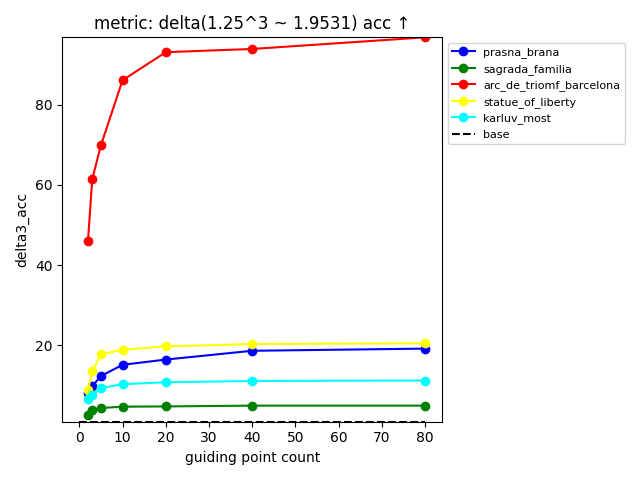 metric: delta(1.25^3 ~ 1.9531) acc ↑
delta3_acc
80
60
40
20
0 10 20 30 40 50 60 70 80
guiding point count
prasna_brana
sagrada_familia
arc_de_triomf_barcelona
statue_of_liberty
karluv_most
base